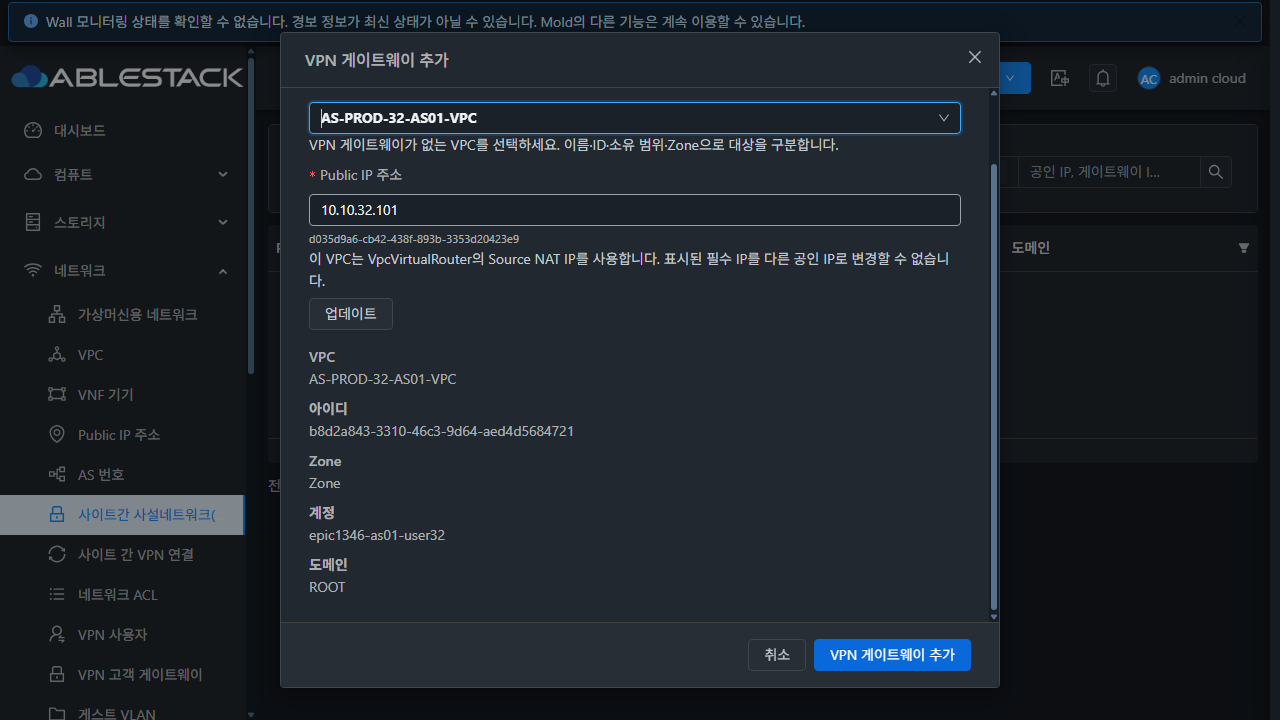 Wall 모니터링 상태를 확인할 수 없습니다. 경보 정보가 최신 상태가 아닐 수 있습니다. Mold의 다른 기능은 계속 이용할 수 있습니다.
ABLESTACK
AC admin cloud
대시보드
컴퓨트
스토리지
네트워크
가상머신용 네트워크
VPC
VNF 기기
Public IP 주소
AS 번호
사이트간 사설네트워크(
사이트 간 VPN 연결
네트워크 ACL
VPN 사용자
VPN 고객 게이트웨이
게스트 VLAN
공인 IP, 게이트웨이 I...
도메인
VPN 게이트웨이 추가
AS-PROD-32-AS01-VPC
VPN 게이트웨이가 없는 VPC를 선택하세요. 이름·ID·소유 범위·Zone으로 대상을 구분합니다.
* Public IP 주소
10.10.32.101
d035d9a6-cb42-438f-893b-3353d20423e9
이 VPC는 VpcVirtualRouter의 Source NAT IP를 사용합니다. 표시된 필수 IP를 다른 공인 IP로 변경할 수 없습니
다.
업데이트
VPC
AS-PROD-32-AS01-VPC
아이디
b8d2a843-3310-46c3-9d64-aed4d5684721
Zone
Zone
계정
epic1346-as01-user32
도메인
ROOT
취소
VPN 게이트웨이 추가